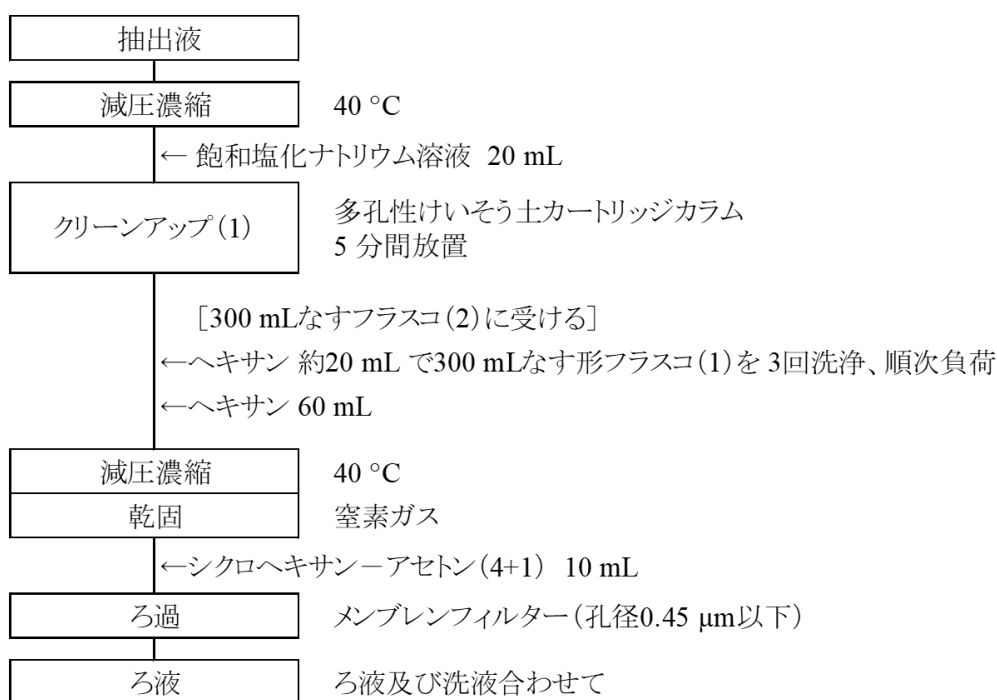 抽出液
減圧濃縮 40 °C
← 飽和塩化ナトリウム溶液 20 mL
クリーンアップ(1) 多孔性けいそう土カートリッジカラム
5 分間放置
[300 mLなすフラスコ(2)に受ける]
←ヘキサン 約20 mL で300 mLなす形フラスコ(1)を 3回洗浄、順次負荷
←ヘキサン 60 mL
減圧濃縮 40 °C
乾固 窒素ガス
←シクロヘキサン－アセトン(4+1) 10 mL
ろ過 メンブレンフィルター(孔径0.45 μm以下)
ろ液 ろ液及び洗液合わせて